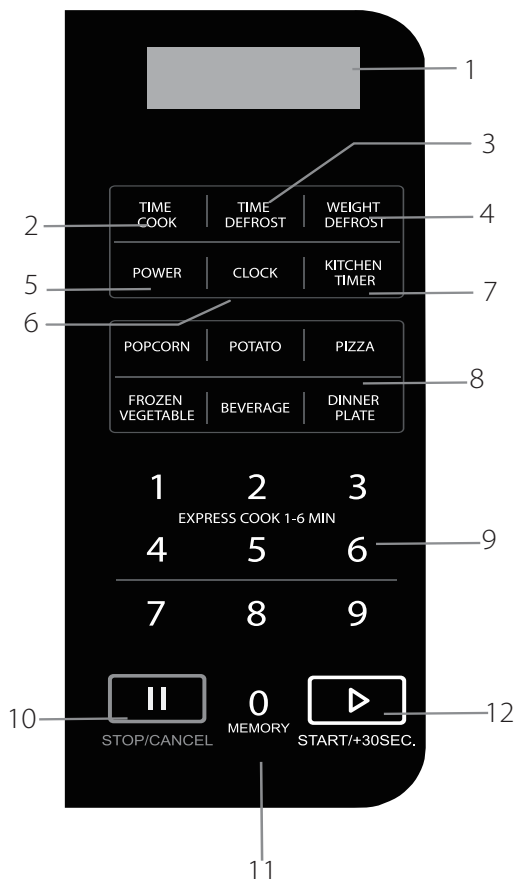 1
3
TIME TIME WEIGHT
COOK DEFROST DEFROST
2
4
POWER CLOCK KITCHEN
TIMER
5
7
6
POPCORN POTATO PIZZA
8
FROZEN BEVERAGE DINNER
VEGETABLE PLATE
1 2 3
EXPRESS COOK 1-6 MIN
4 5 6
9
7 8 9
0
10
12
MEMORY
STOP/CANCEL START/+30SEC.
11